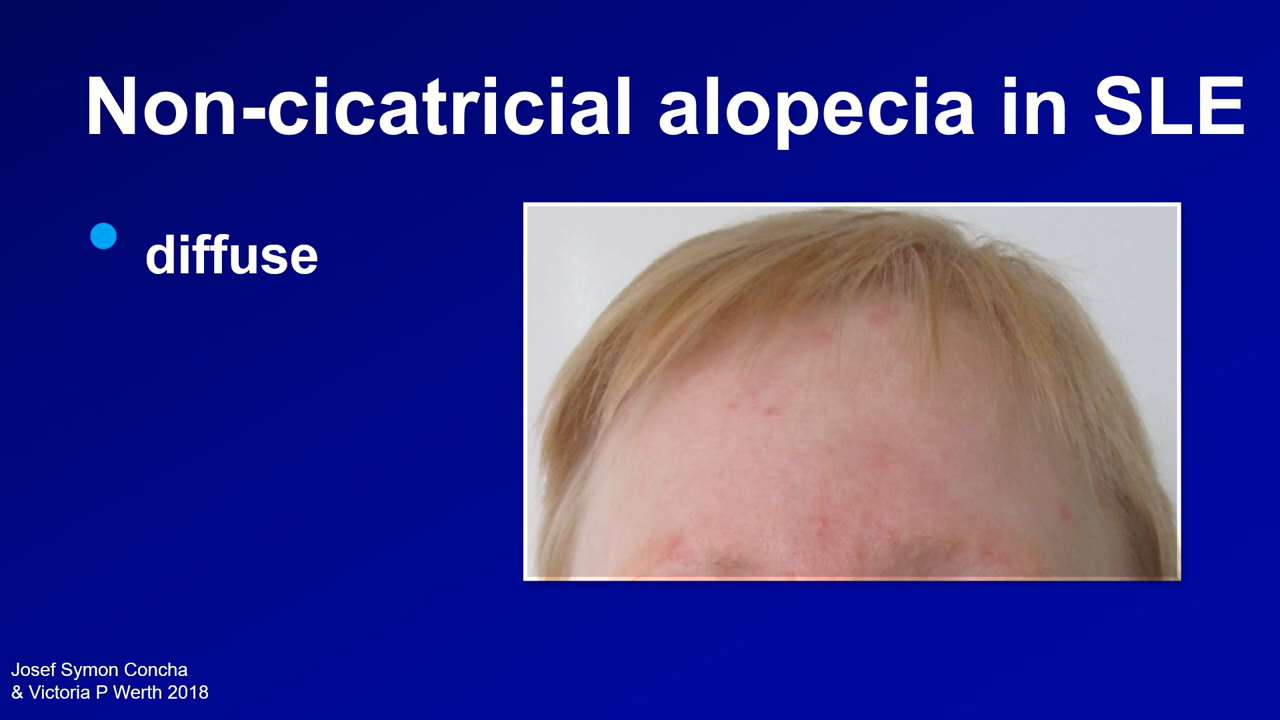 Non-cicatricial alopecia in SLE
diffuse
Josef Symon Concha
& Victoria P Werth 2018